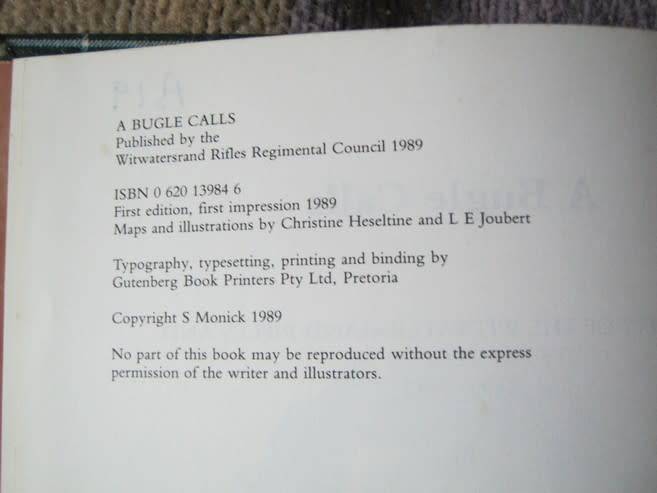 A BUGLE CALLS
Published by the
Witwatersrand Rifles Regimental Council 1989
ISBN 0 620 13984 6
First edition, first impression 1989
Maps and illustrations by Christine Heseltine and L E Joubert
Typography, typesetting, printing and binding by
Gutenberg Book Printers Pty Ltd, Pretoria
Copyright S Monick 1989
No part of this book may be reproduced without the express
permission of the writer and illustrators.